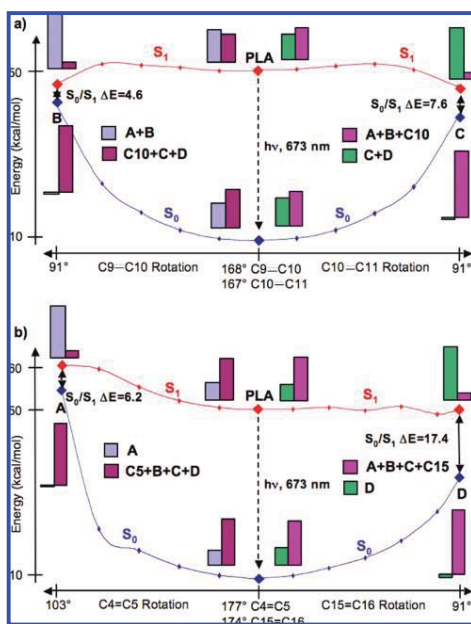 a)
S1
PLA
S1
50
S0/S1 ΔE=4.6
S0/S1 ΔE=7.6
B
C
A+B
C10+C+D
A+B+C10
C+D
hν, 673 nm
Energy (kcal/mol)
S0
S0
10
91°
C9—C10 Rotation
168° C9—C10
167° C10—C11
C10—C11 Rotation
91°
b)
60
S0/S1 ΔE=6.2
A
S1
PLA
S1
50
S0/S1 ΔE=17.4
D
A
C5+B+C+D
A+B+C+C15
D
hν, 673 nm
Energy (kcal/mol)
S0
S0
10
103°
C4=C5 Rotation
177° C4=C5
174° C15=C16
C15=C16 Rotation
91°